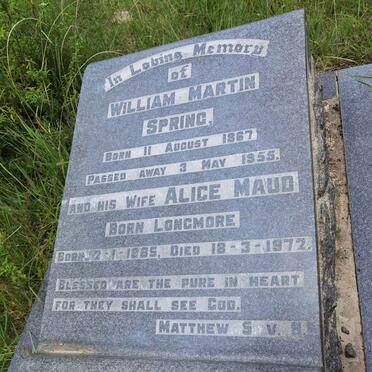 In Loving Memory
of
William Martin
Spring,
Born 11 August 1867
Passed away 3 May 1955.
and his wife Alice Maud
Born Longmore
Born 2-1-1885, Died 18-3-1972.
Blessed are the pure in heart
for they shall see God.
Matthew 5 v. 8.